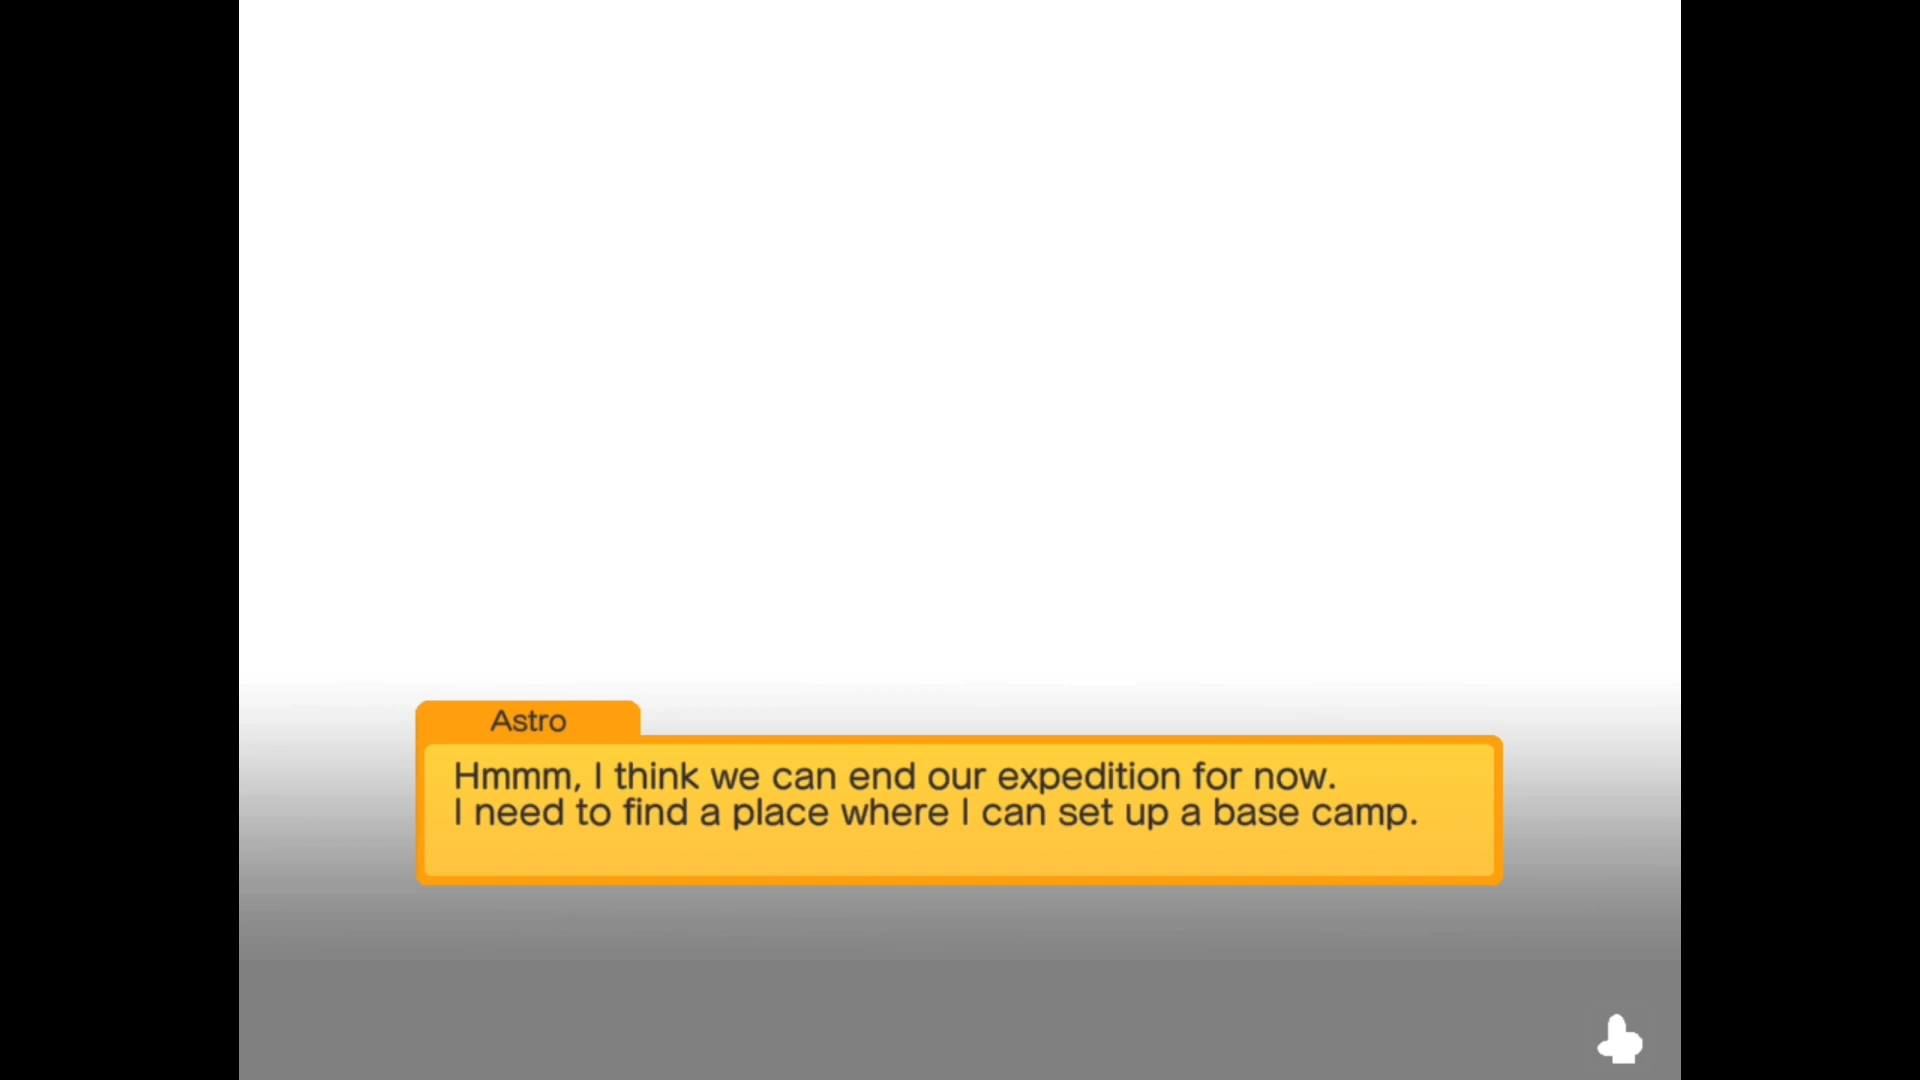 Astro
Hmmm, I think we can end our expedition for now.
I need to find a place where I can set up a base camp.